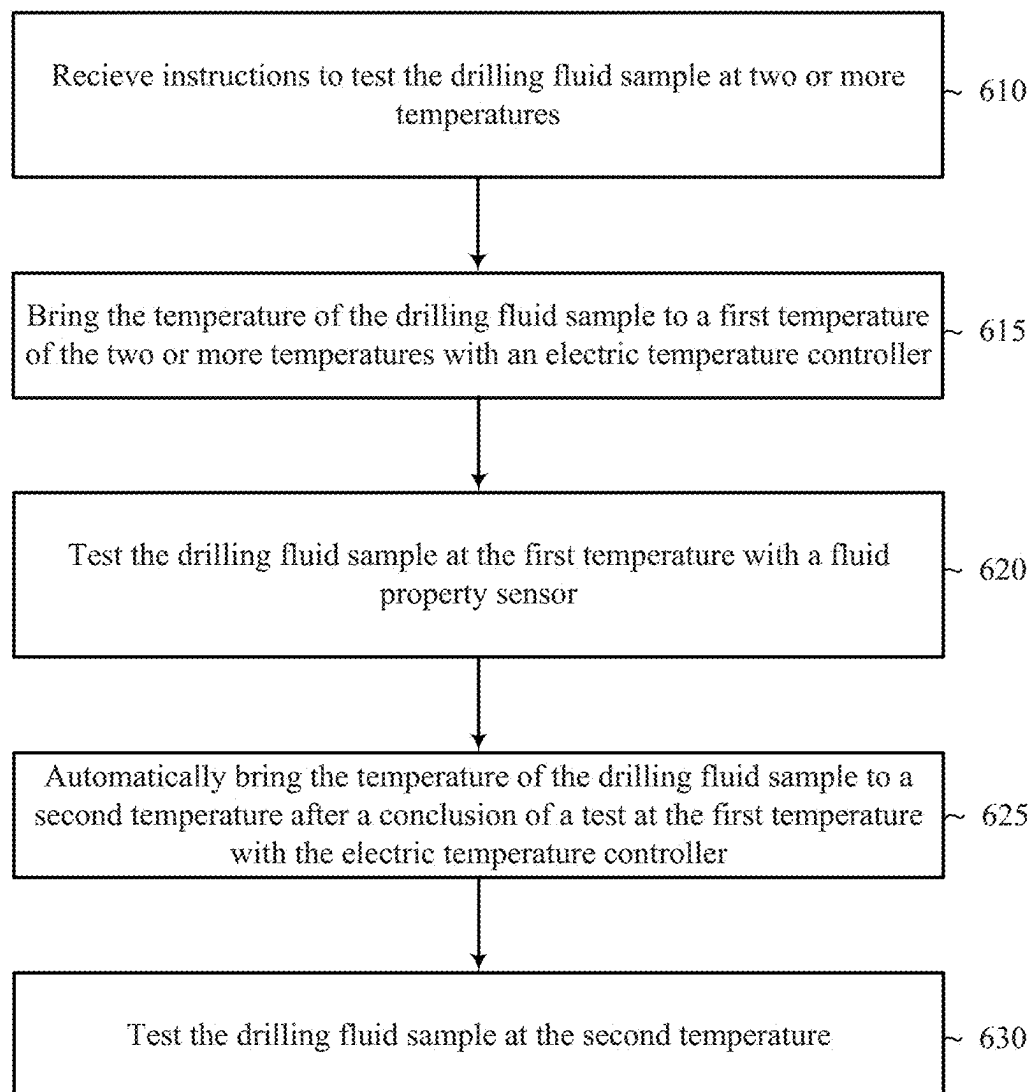 Recieve instructions to test the drilling fluid sample at two or more
temperatures
~ 610
Bring the temperature of the drilling fluid sample to a first temperature
of the two or more temperatures with an electric temperature controller
~ 615
Test the drilling fluid sample at the first temperature with a fluid
property sensor
~ 620
Automatically bring the temperature of the drilling fluid sample to a
second temperature after a conclusion of a test at the first temperature
with the electric temperature controller
~ 625
Test the drilling fluid sample at the second temperature
~ 630